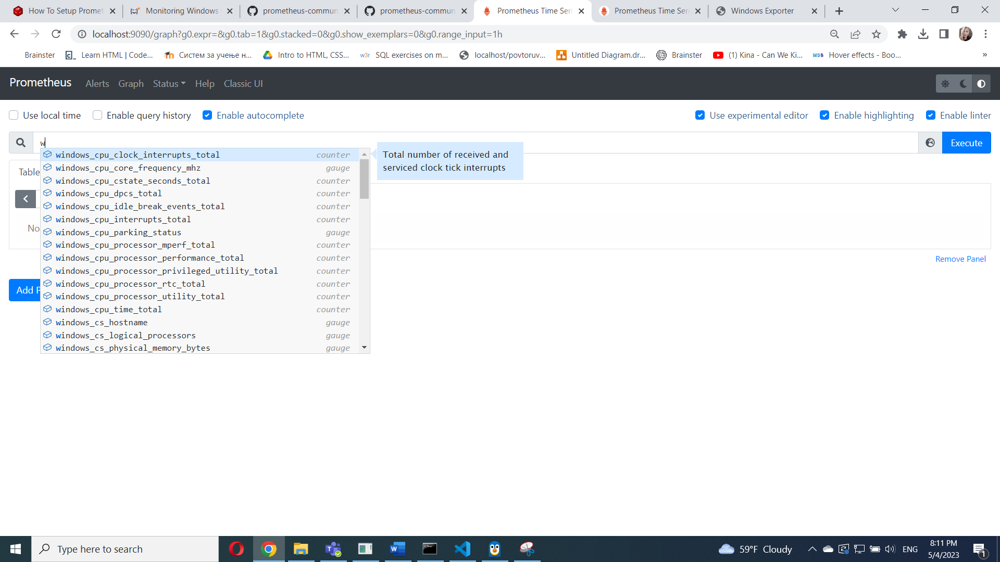 How To Setup Promet
Monitoring Windows
prometheus-commun
prometheus-commun
Prometheus Time Seri
Prometheus Time Seri
Windows Exporter
localhost:9090/graph?g0.expr=&g0.tab=1&g0.stacked=0&g0.show_exemplars=0&g0.range_input=1h
Brainster
Learn HTML | Code...
Систем за учење н...
Intro to HTML, CSS...
w3r SQL exercises on m...
localhost/povtoruv...
Untitled Diagram.dr...
Brainster
(1) Kina - Can We Ki...
MDB Hover effects - Boo...
»
Prometheus Alerts Graph Status Help Classic UI
Use local time Enable query history Enable autocomplete Use experimental editor Enable highlighting Enable linter
w
Execute
windows_cpu_clock_interrupts_total counter
Total number of received and
serviced clock tick interrupts
windows_cpu_core_frequency_mhz gauge
Table
windows_cpu_cstate_seconds_total counter
windows_cpu_dpcs_total counter
windows_cpu_idle_break_events_total counter
windows_cpu_interrupts_total counter
No
windows_cpu_parking_status gauge
windows_cpu_processor_mperf_total counter
windows_cpu_processor_performance_total counter
Remove Panel
windows_cpu_processor_privileged_utility_total counter
windows_cpu_processor_rtc_total counter
Add P
windows_cpu_processor_utility_total counter
windows_cpu_time_total counter
windows_cs_hostname gauge
windows_cs_logical_processors gauge
windows_cs_physical_memory_bytes gauge
Type here to search
59°F Cloudy
ENG
8:11 PM
5/4/2023
1